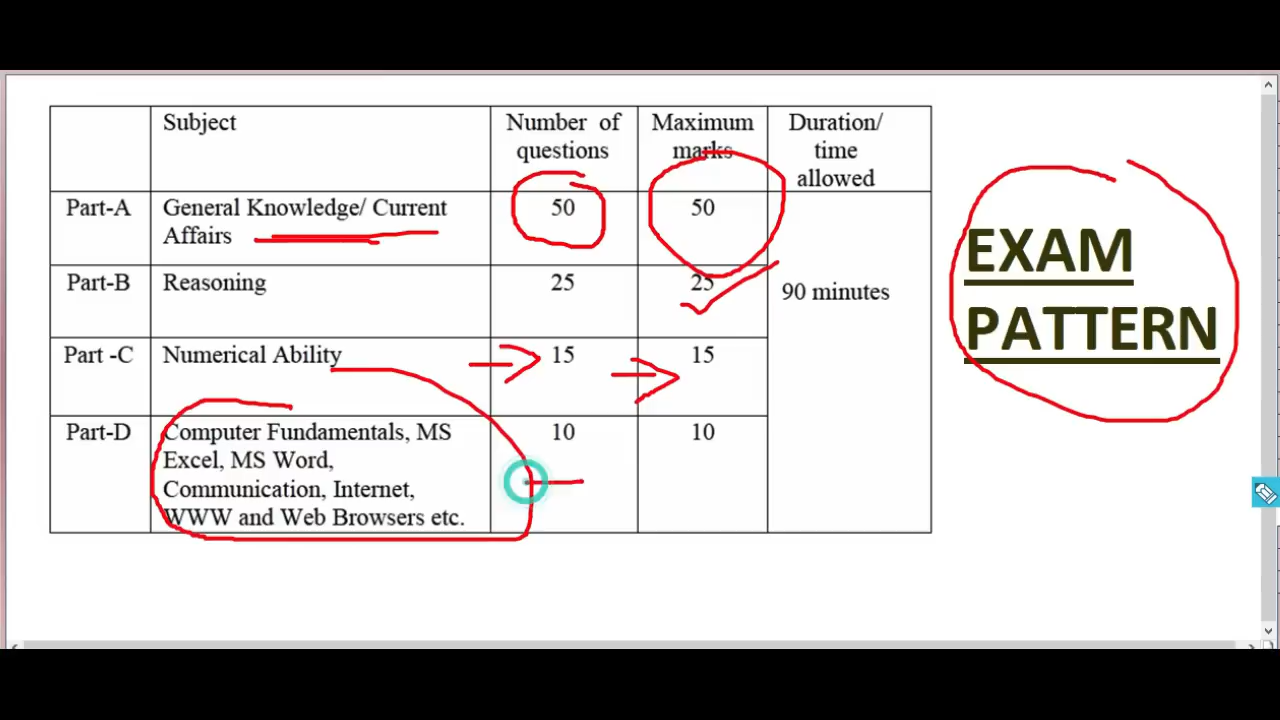 Subject
Number of
questions
Maximum
marks
Duration/
time
allowed
Part-A
General Knowledge/ Current
Affairs
50
50
90 minutes
Part-B
Reasoning
25
25
Part -C
Numerical Ability
15
15
Part-D
Computer Fundamentals, MS
Excel, MS Word,
Communication, Internet,
WWW and Web Browsers etc.
10
10
EXAM
PATTERN